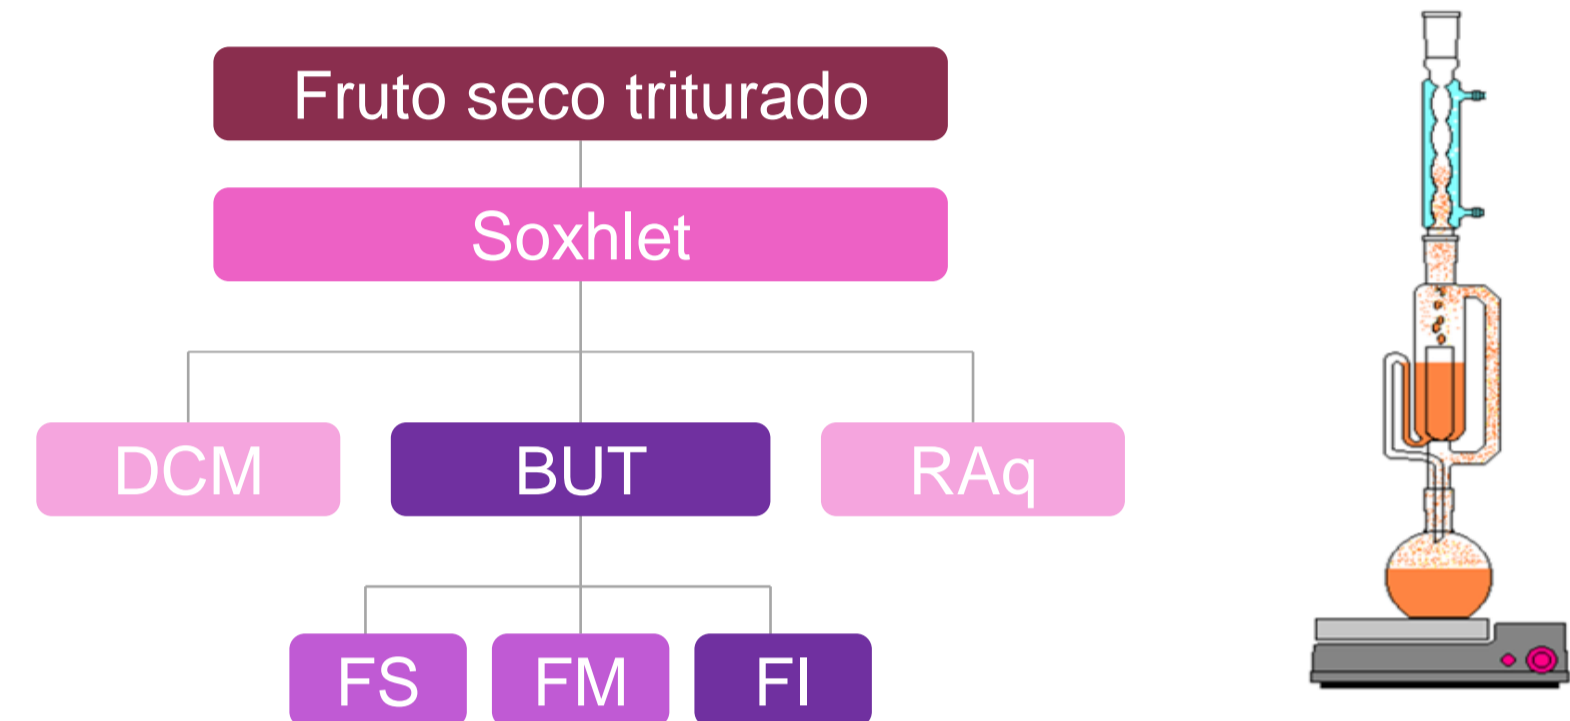 Fruto seco triturado
Soxhlet
DCM
BUT
RAq
FS
FM
FI